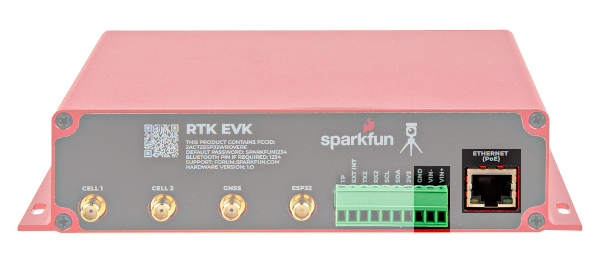 RTK EVK
THIS PRODUCT CONTAINS FCCID:
2AC7Z-ESP32WROVERE
DEFAULT PASSWORD: SPARKFUN1234
BLUETOOTH PIN IF REQUIRED: 1234
SUPPORT: FORUM.SPARKFUN.COM
HARDWARE VERSION: 1.0
sparkfun
ETHERNET
(PoE)
CELL 1
CELL 2
GNSS
ESP32
TP
EXT INT
TX2
RX2
SCL
SDA
3V3
GND
VIN-
VIN+